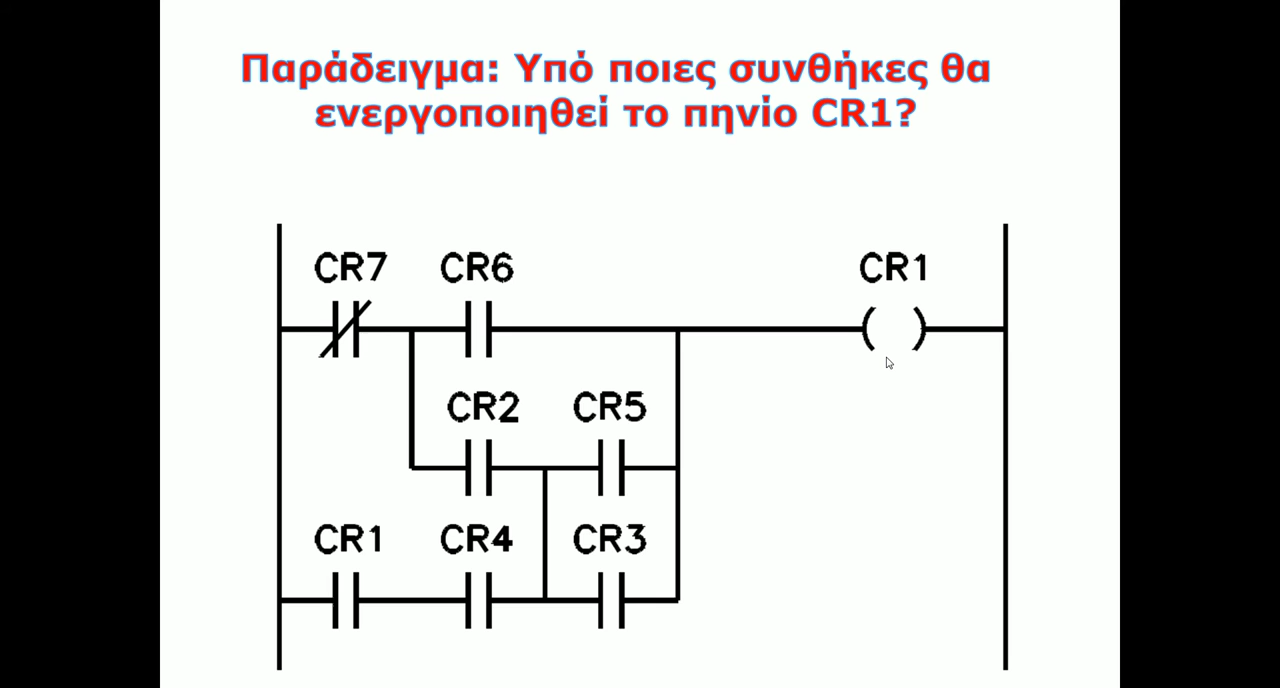 Παράδειγμα: Υπό ποιες συνθήκες θα
ενεργοποιηθεί το πηνίο CR1?
CR7 CR6 CR1
CR2 CR5
CR1 CR4 CR3